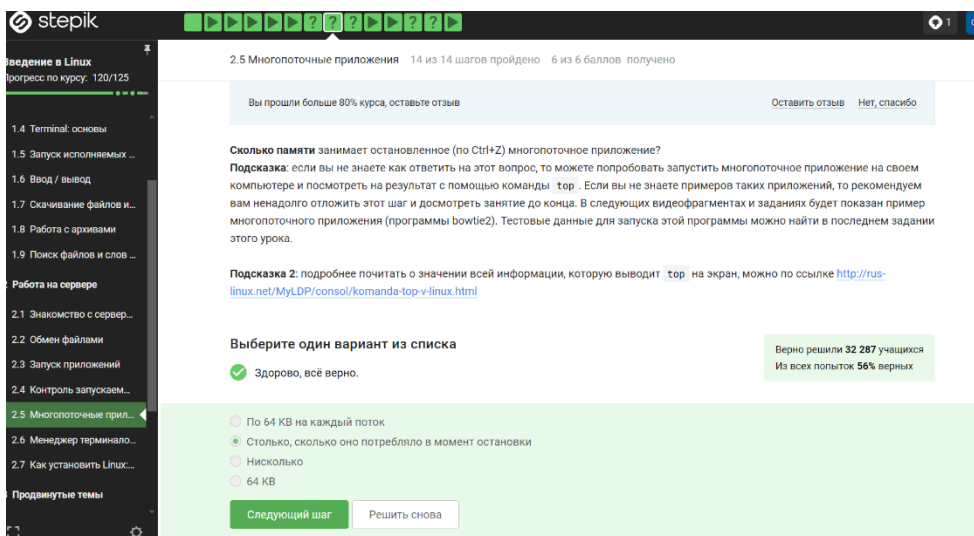 stepik
1
Введение в Linux
Прогресс по курсу: 120/125
2.5 Многопоточные приложения 14 из 14 шагов пройдено 6 из 6 баллов получено
Вы прошли больше 80% курса, оставьте отзыв Оставить отзыв Нет, спасибо
1.4 Terminal: основы
1.5 Запуск исполняемых ...
1.6 Ввод / вывод
1.7 Скачивание файлов и...
1.8 Работа с архивами
1.9 Поиск файлов и слов ...
Работа на сервере
2.1 Знакомство с сервер...
2.2 Обмен файлами
2.3 Запуск приложений
2.4 Контроль запускаем...
2.5 Многопоточные прил...
2.6 Менеджер терминало...
2.7 Как установить Linux:...
Продвинутые темы
Сколько памяти занимает остановленное (по Ctrl+Z) многопоточное приложение?
Подсказка: если вы не знаете как ответить на этот вопрос, то можете попробовать запустить многопоточное приложение на своем
компьютере и посмотреть на результат с помощью команды top . Если вы не знаете примеров таких приложений, то рекомендуем
вам ненадолго отложить этот шаг и досмотреть занятие до конца. В следующих видеофрагментах и заданиях будет показан пример
многопоточного приложения (программы bowtie2). Тестовые данные для запуска этой программы можно найти в последнем задании
этого урока.
Подсказка 2: подробнее почитать о значении всей информации, которую выводит top на экран, можно по ссылке http://rus-
linux.net/MyLDP/consol/komanda-top-v-linux.html
Выберите один вариант из списка
Здорово, всё верно.
Верно решили 32 287 учащихся
Из всех попыток 56% верных
По 64 KB на каждый поток
Столько, сколько оно потребляло в момент остановки
Нисколько
64 KB
Следующий шаг Решить снова